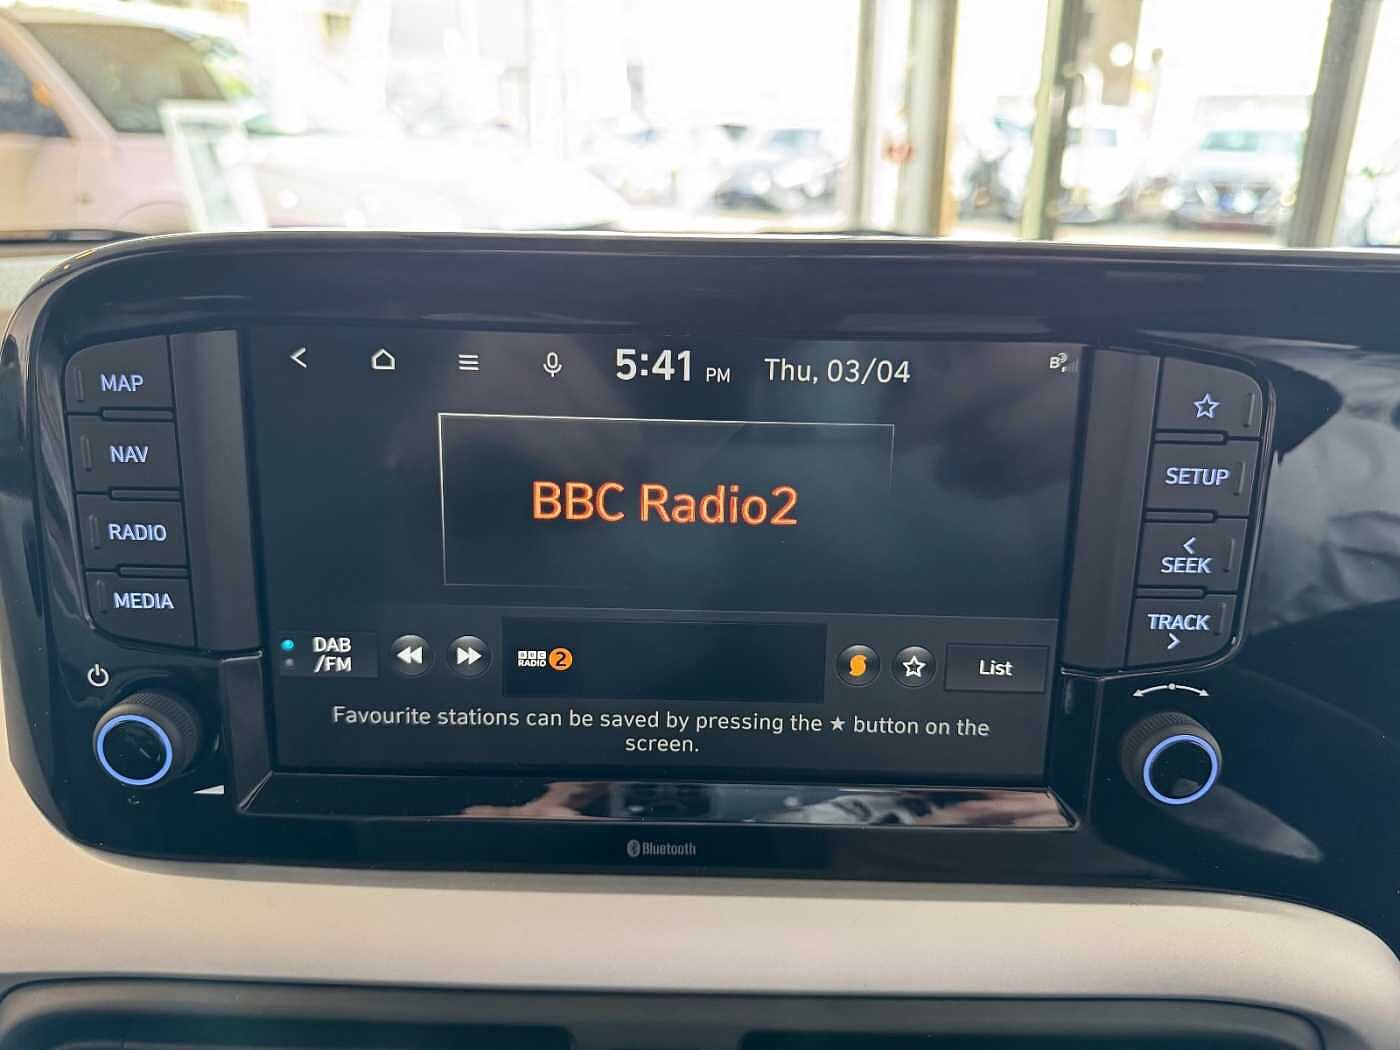 5:41 PM Thu, 03/04
MAP
NAV
RADIO
MEDIA
BBC Radio2
DAB
/FM
BBC
RADIO 2
List
Favourite stations can be saved by pressing the ★ button on the
screen.
SETUP
<
SEEK
TRACK
>
Bluetooth